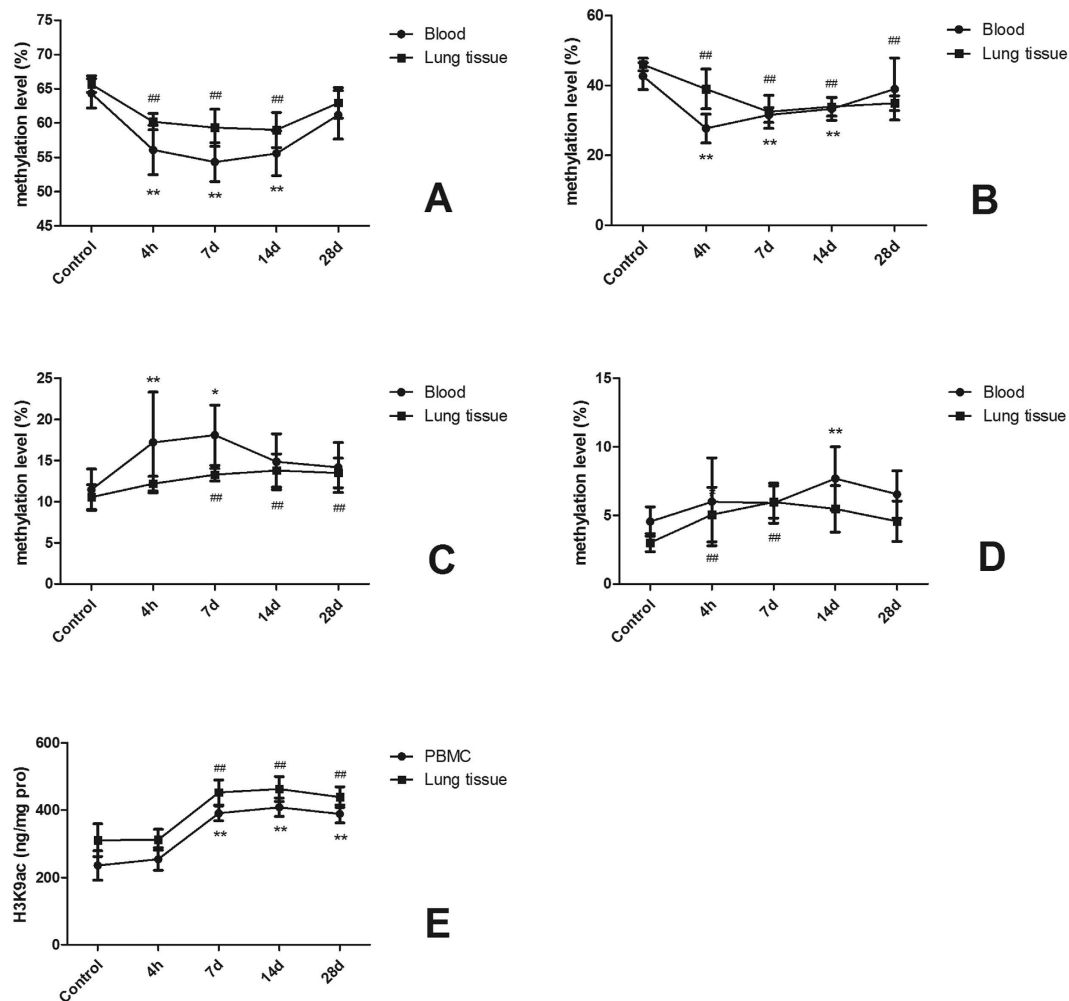 75
70
65
60
55
50
45
methylation level (%)
Control
4h
7d
14d
28d
##
##
##
**
**
**
Blood
Lung tissue
A
60
40
20
0
methylation level (%)
Control
4h
7d
14d
28d
##
##
##
##
**
**
**
Blood
Lung tissue
B
25
20
15
10
5
0
methylation level (%)
Control
4h
7d
14d
28d
**
*
##
##
##
Blood
Lung tissue
C
15
10
5
0
methylation level (%)
Control
4h
7d
14d
28d
**
##
##
Blood
Lung tissue
D
600
400
200
0
H3K9ac (ng/mg pro)
Control
4h
7d
14d
28d
##
##
##
**
**
**
PBMC
Lung tissue
E